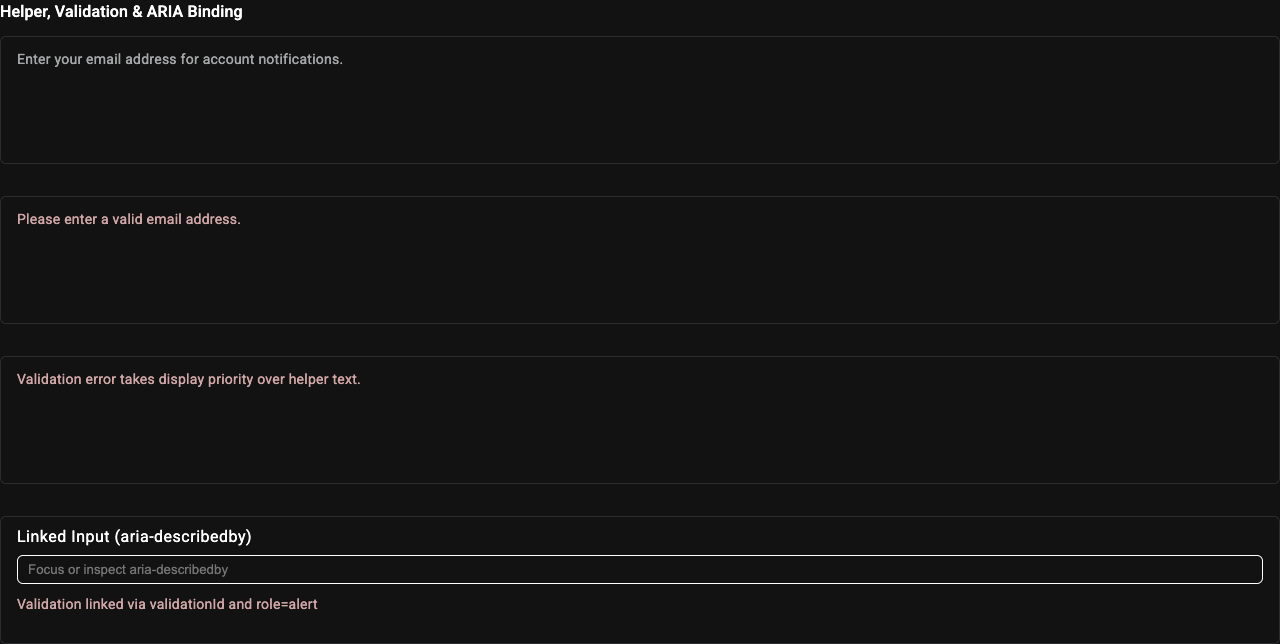 Helper, Validation & ARIA Binding
Enter your email address for account notifications.
Please enter a valid email address.
Validation error takes display priority over helper text.
Linked Input (aria-describedby)
Focus or inspect aria-describedby
Validation linked via validationId and role=alert